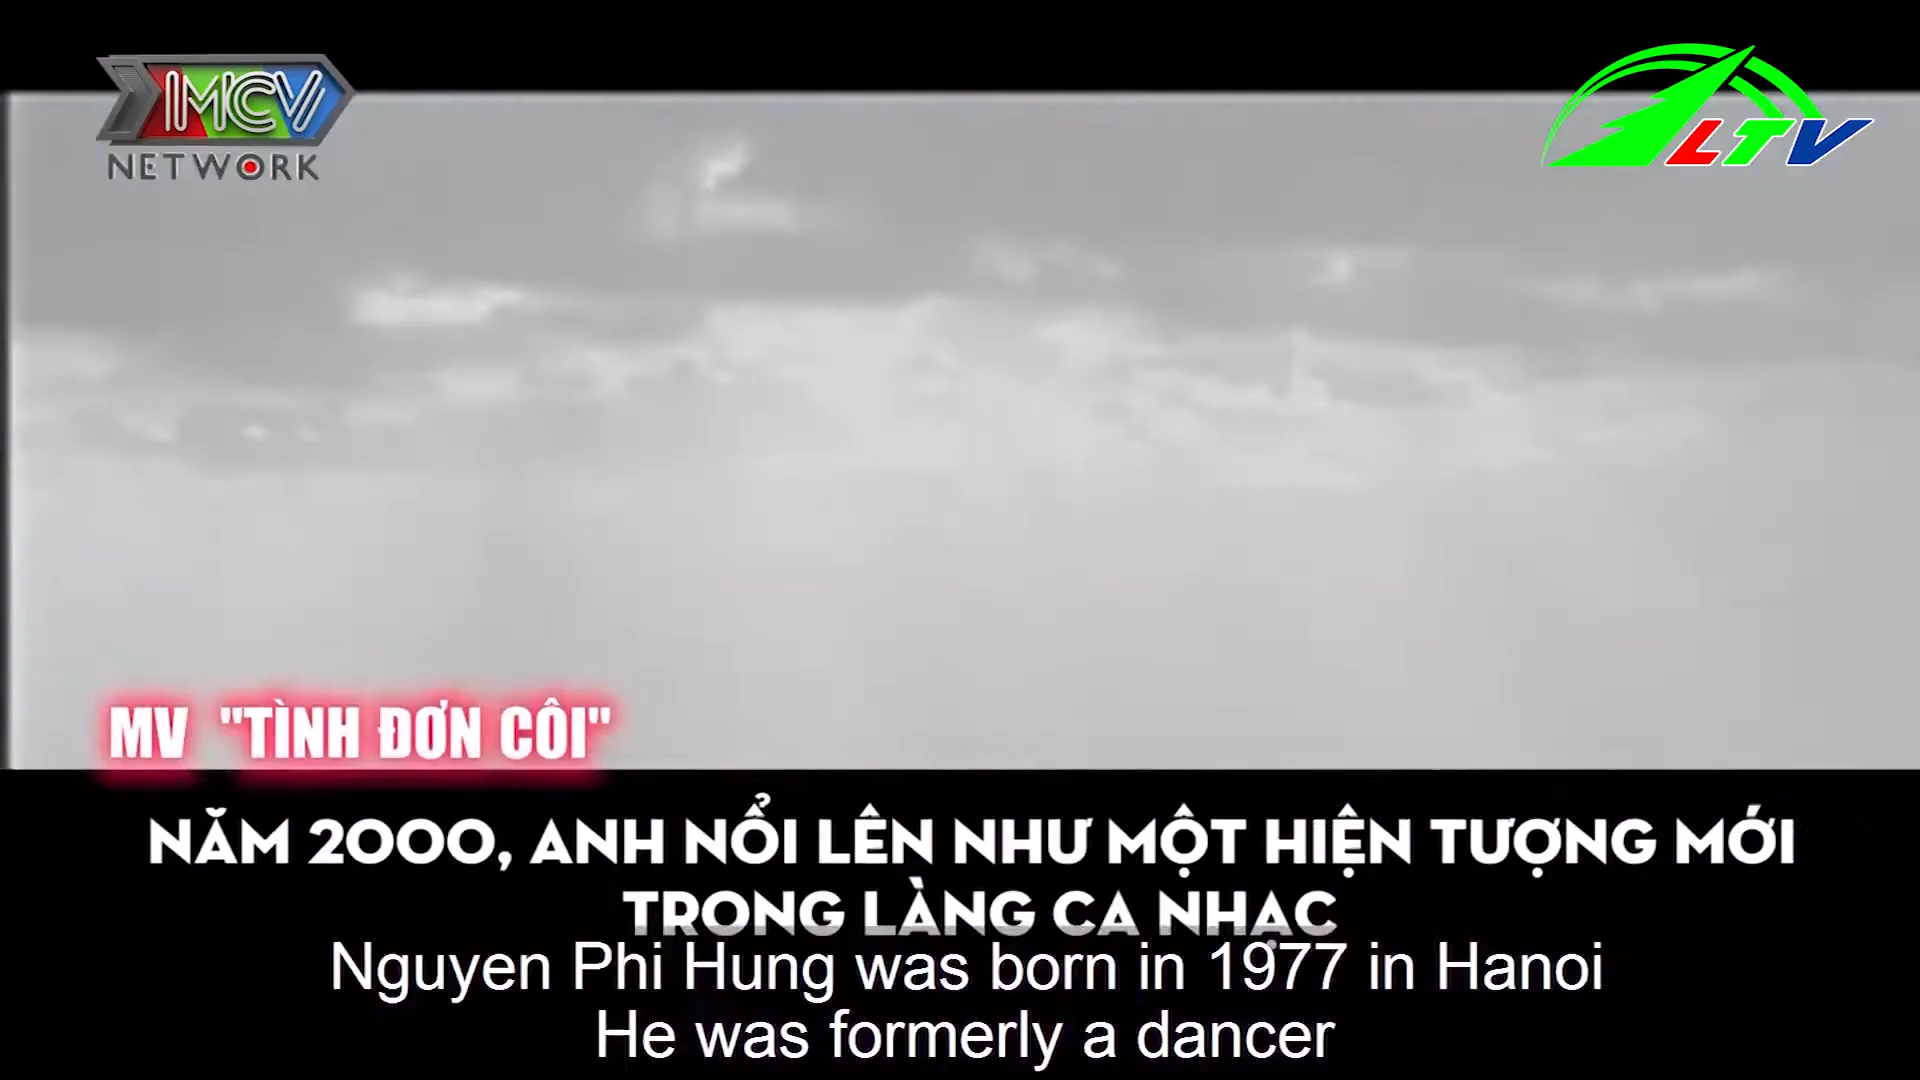 MCV
NETWORK
LTV
MV "TÌNH ĐƠN CÔI"
NĂM 2000, ANH NỔI LÊN NHƯ MỘT HIỆN TƯỢNG MỚI
TRONG LÀNG CA NHẠC
Nguyen Phi Hung was born in 1977 in Hanoi
He was formerly a dancer